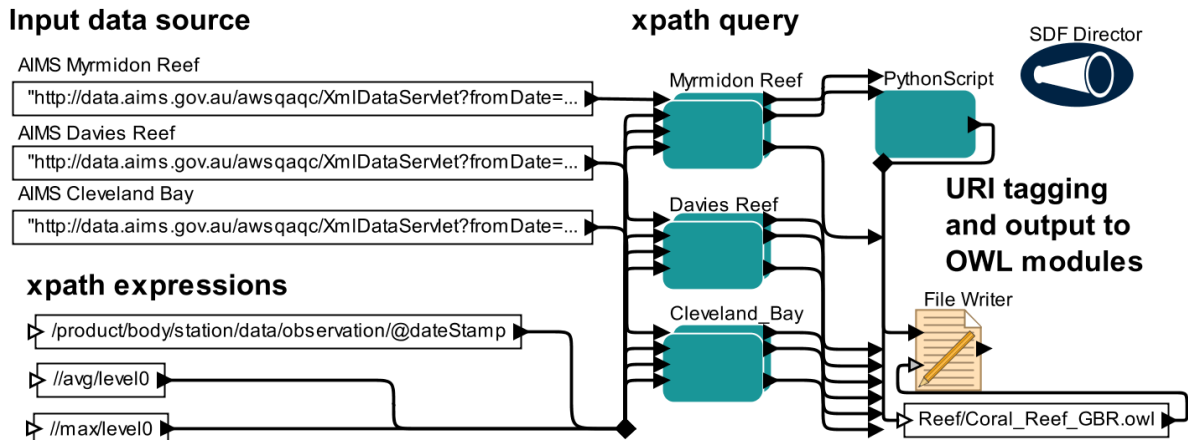 Input data source
xpath query
SDF Director
AIMS Myrmidon Reef
"http://data.aims.gov.au/awsqaqc/XmlDataServlet?fromDate=...
AIMS Davies Reef
"http://data.aims.gov.au/awsqaqc/XmlDataServlet?fromDate=...
AIMS Cleveland Bay
"http://data.aims.gov.au/awsqaqc/XmlDataServlet?fromDate=...
Myrmidon Reef
PythonScript
Davies Reef
URI tagging
and output to
OWL modules
xpath expressions
/product/body/station/data/observation/@dateStamp
//avg/level0
//max/level0
Cleveland_Bay
File Writer
Reef/Coral_Reef_GBR.owl